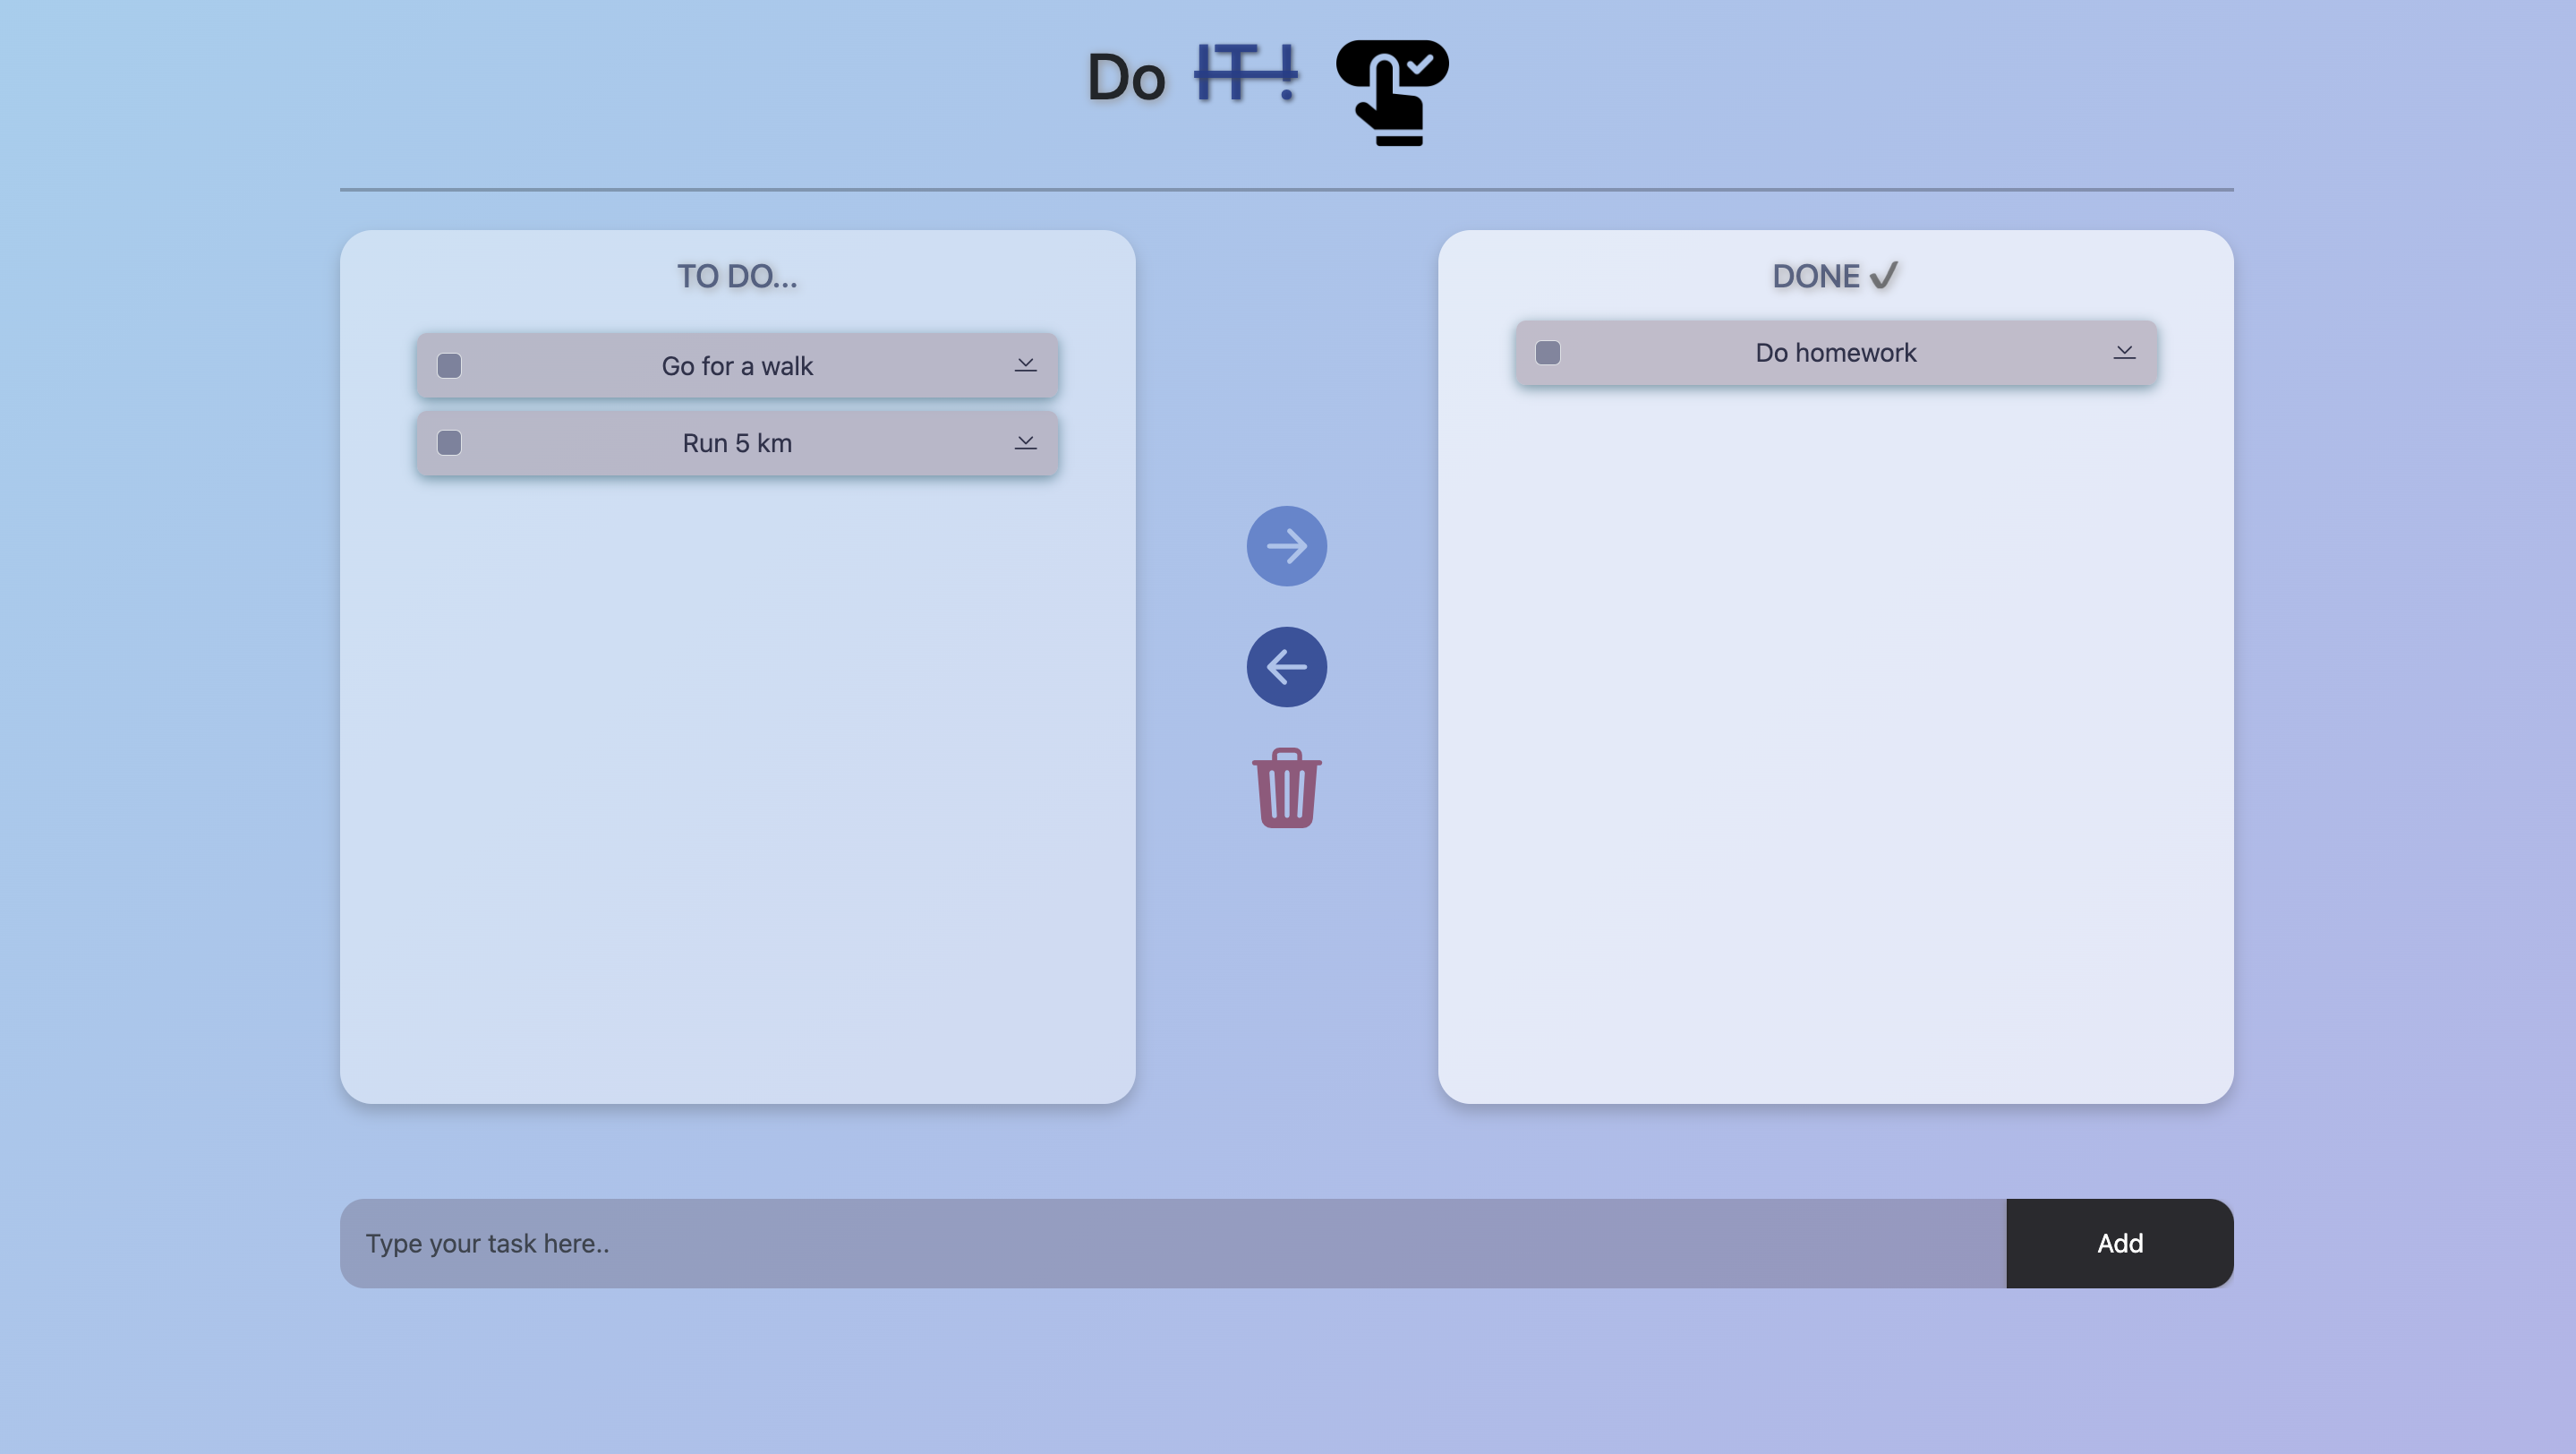 Do IT!
TO DO...
Go for a walk
Run 5 km
DONE ✔
Do homework
Type your task here..
Add